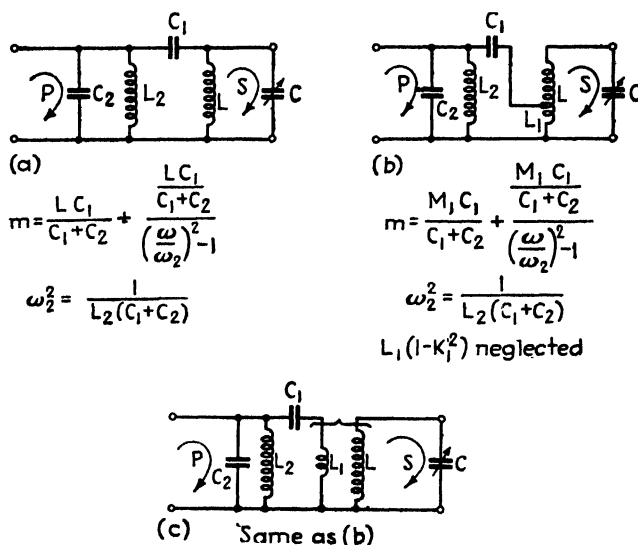 C₁
P C₂ L₂ L S C
(a)
m = LC₁/(C₁+C₂) + (LC₁/(C₁+C₂))/((ω/ω₂)²-1)
ω₂² = 1/(L₂(C₁+C₂))
C₁
P C₂ L₂ L₁ L S C
(b)
m = M₁C₁/(C₁+C₂) + (M₁C₁/(C₁+C₂))/((ω/ω₂)²-1)
ω₂² = 1/(L₂(C₁+C₂))
L₁(1-K₁²) neglected
C₁
P C₂ L₂ L₁ L S C
(c) Same as (b)